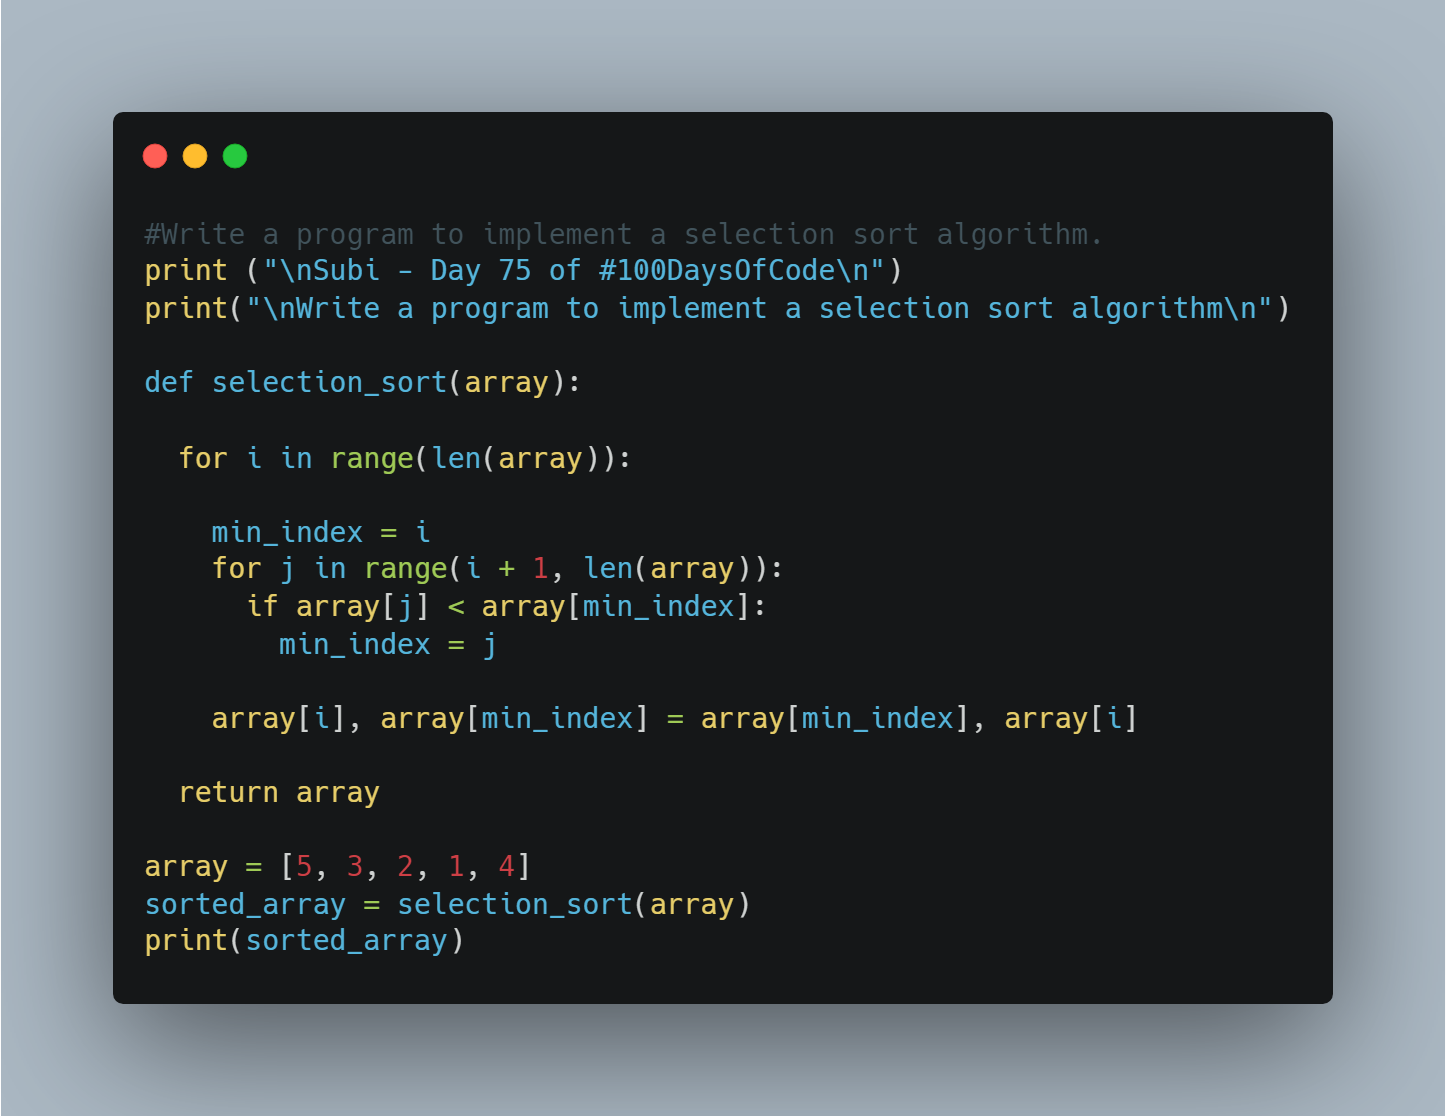 #Write a program to implement a selection sort algorithm.
print ("\nSubi - Day 75 of #100DaysOfCode\n")
print("\nWrite a program to implement a selection sort algorithm\n")
def selection_sort(array):
  for i in range(len(array)):
    min_index = i
    for j in range(i + 1, len(array)):
      if array[j] < array[min_index]:
        min_index = j
    array[i], array[min_index] = array[min_index], array[i]
  return array
array = [5, 3, 2, 1, 4]
sorted_array = selection_sort(array)
print(sorted_array)